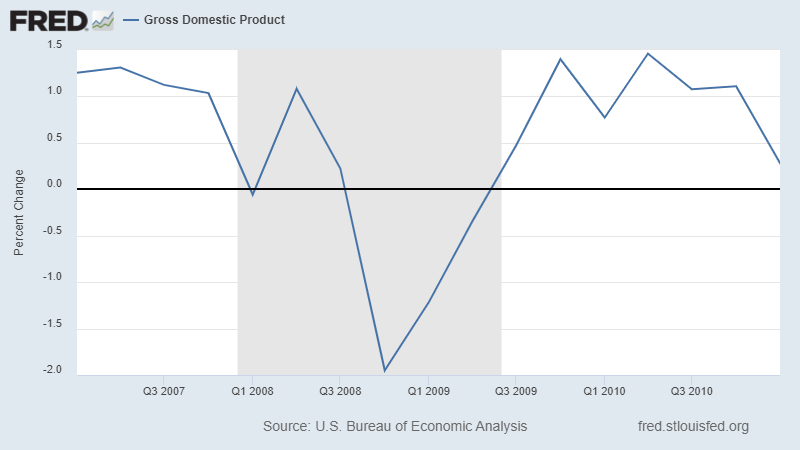 FRED
Gross Domestic Product
1.5
1.0
0.5
0.0
-0.5
-1.0
-1.5
-2.0
Percent Change
Q3 2007 Q1 2008 Q3 2008 Q1 2009 Q3 2009 Q1 2010 Q3 2010
Source: U.S. Bureau of Economic Analysis
fred.stlouisfed.org